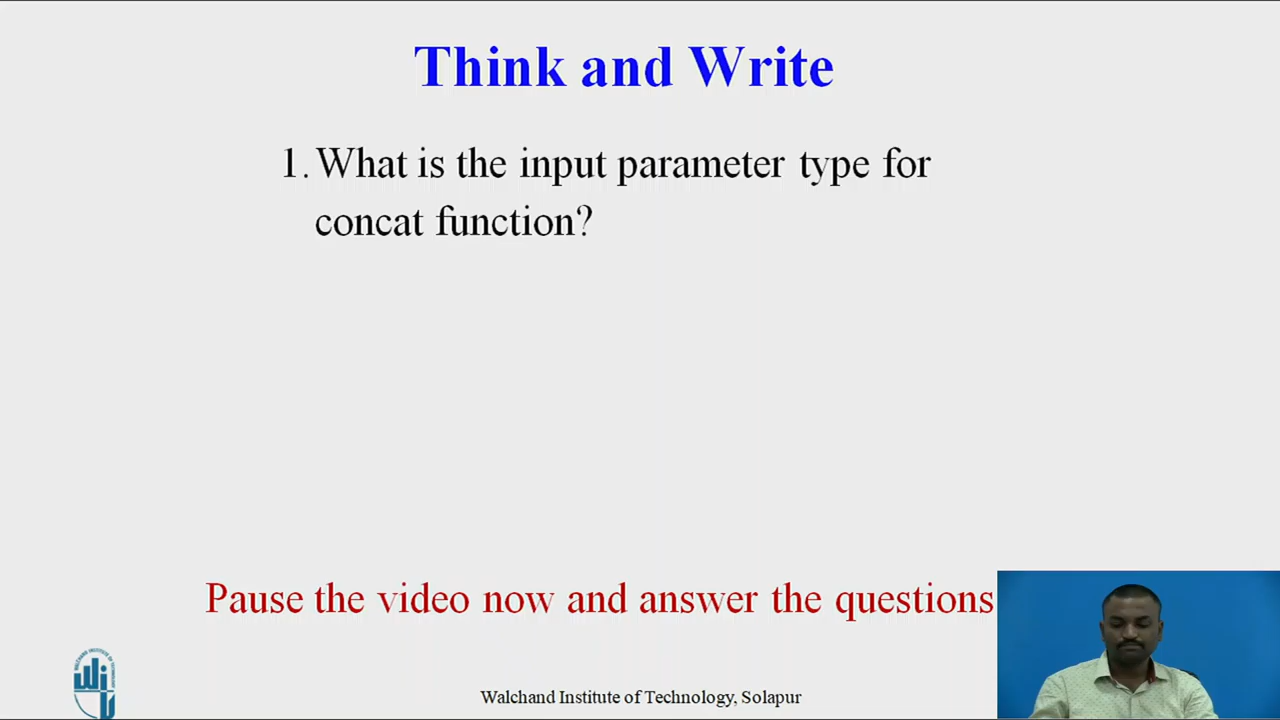 Think and Write
1. What is the input parameter type for
concat function?
Pause the video now and answer the questions
Walchand Institute of Technology, Solapur